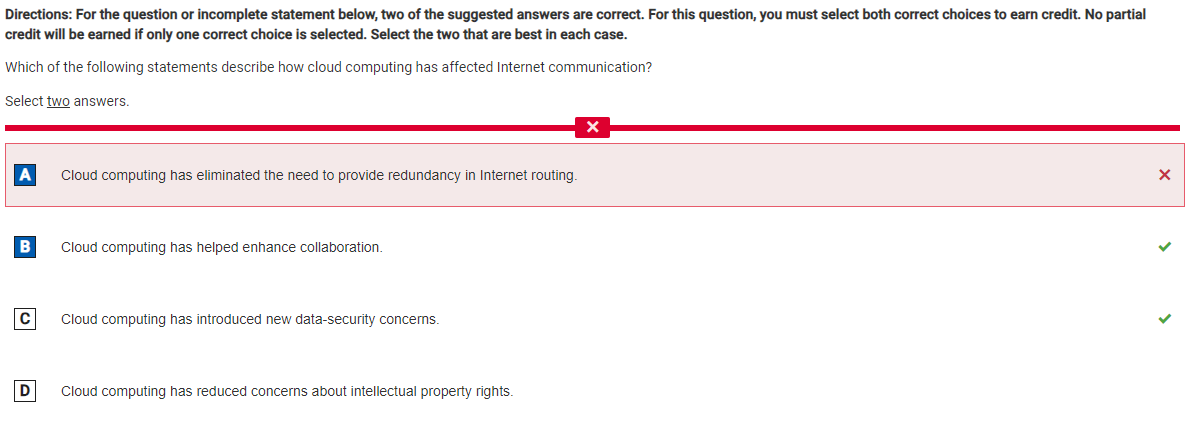 Directions: For the question or incomplete statement below, two of the suggested answers are correct. For this question, you must select both correct choices to earn credit. No partial
credit will be earned if only one correct choice is selected. Select the two that are best in each case.
Which of the following statements describe how cloud computing has affected Internet communication?
Select two answers.
A Cloud computing has eliminated the need to provide redundancy in Internet routing.
B Cloud computing has helped enhance collaboration.
C Cloud computing has introduced new data-security concerns.
D Cloud computing has reduced concerns about intellectual property rights.